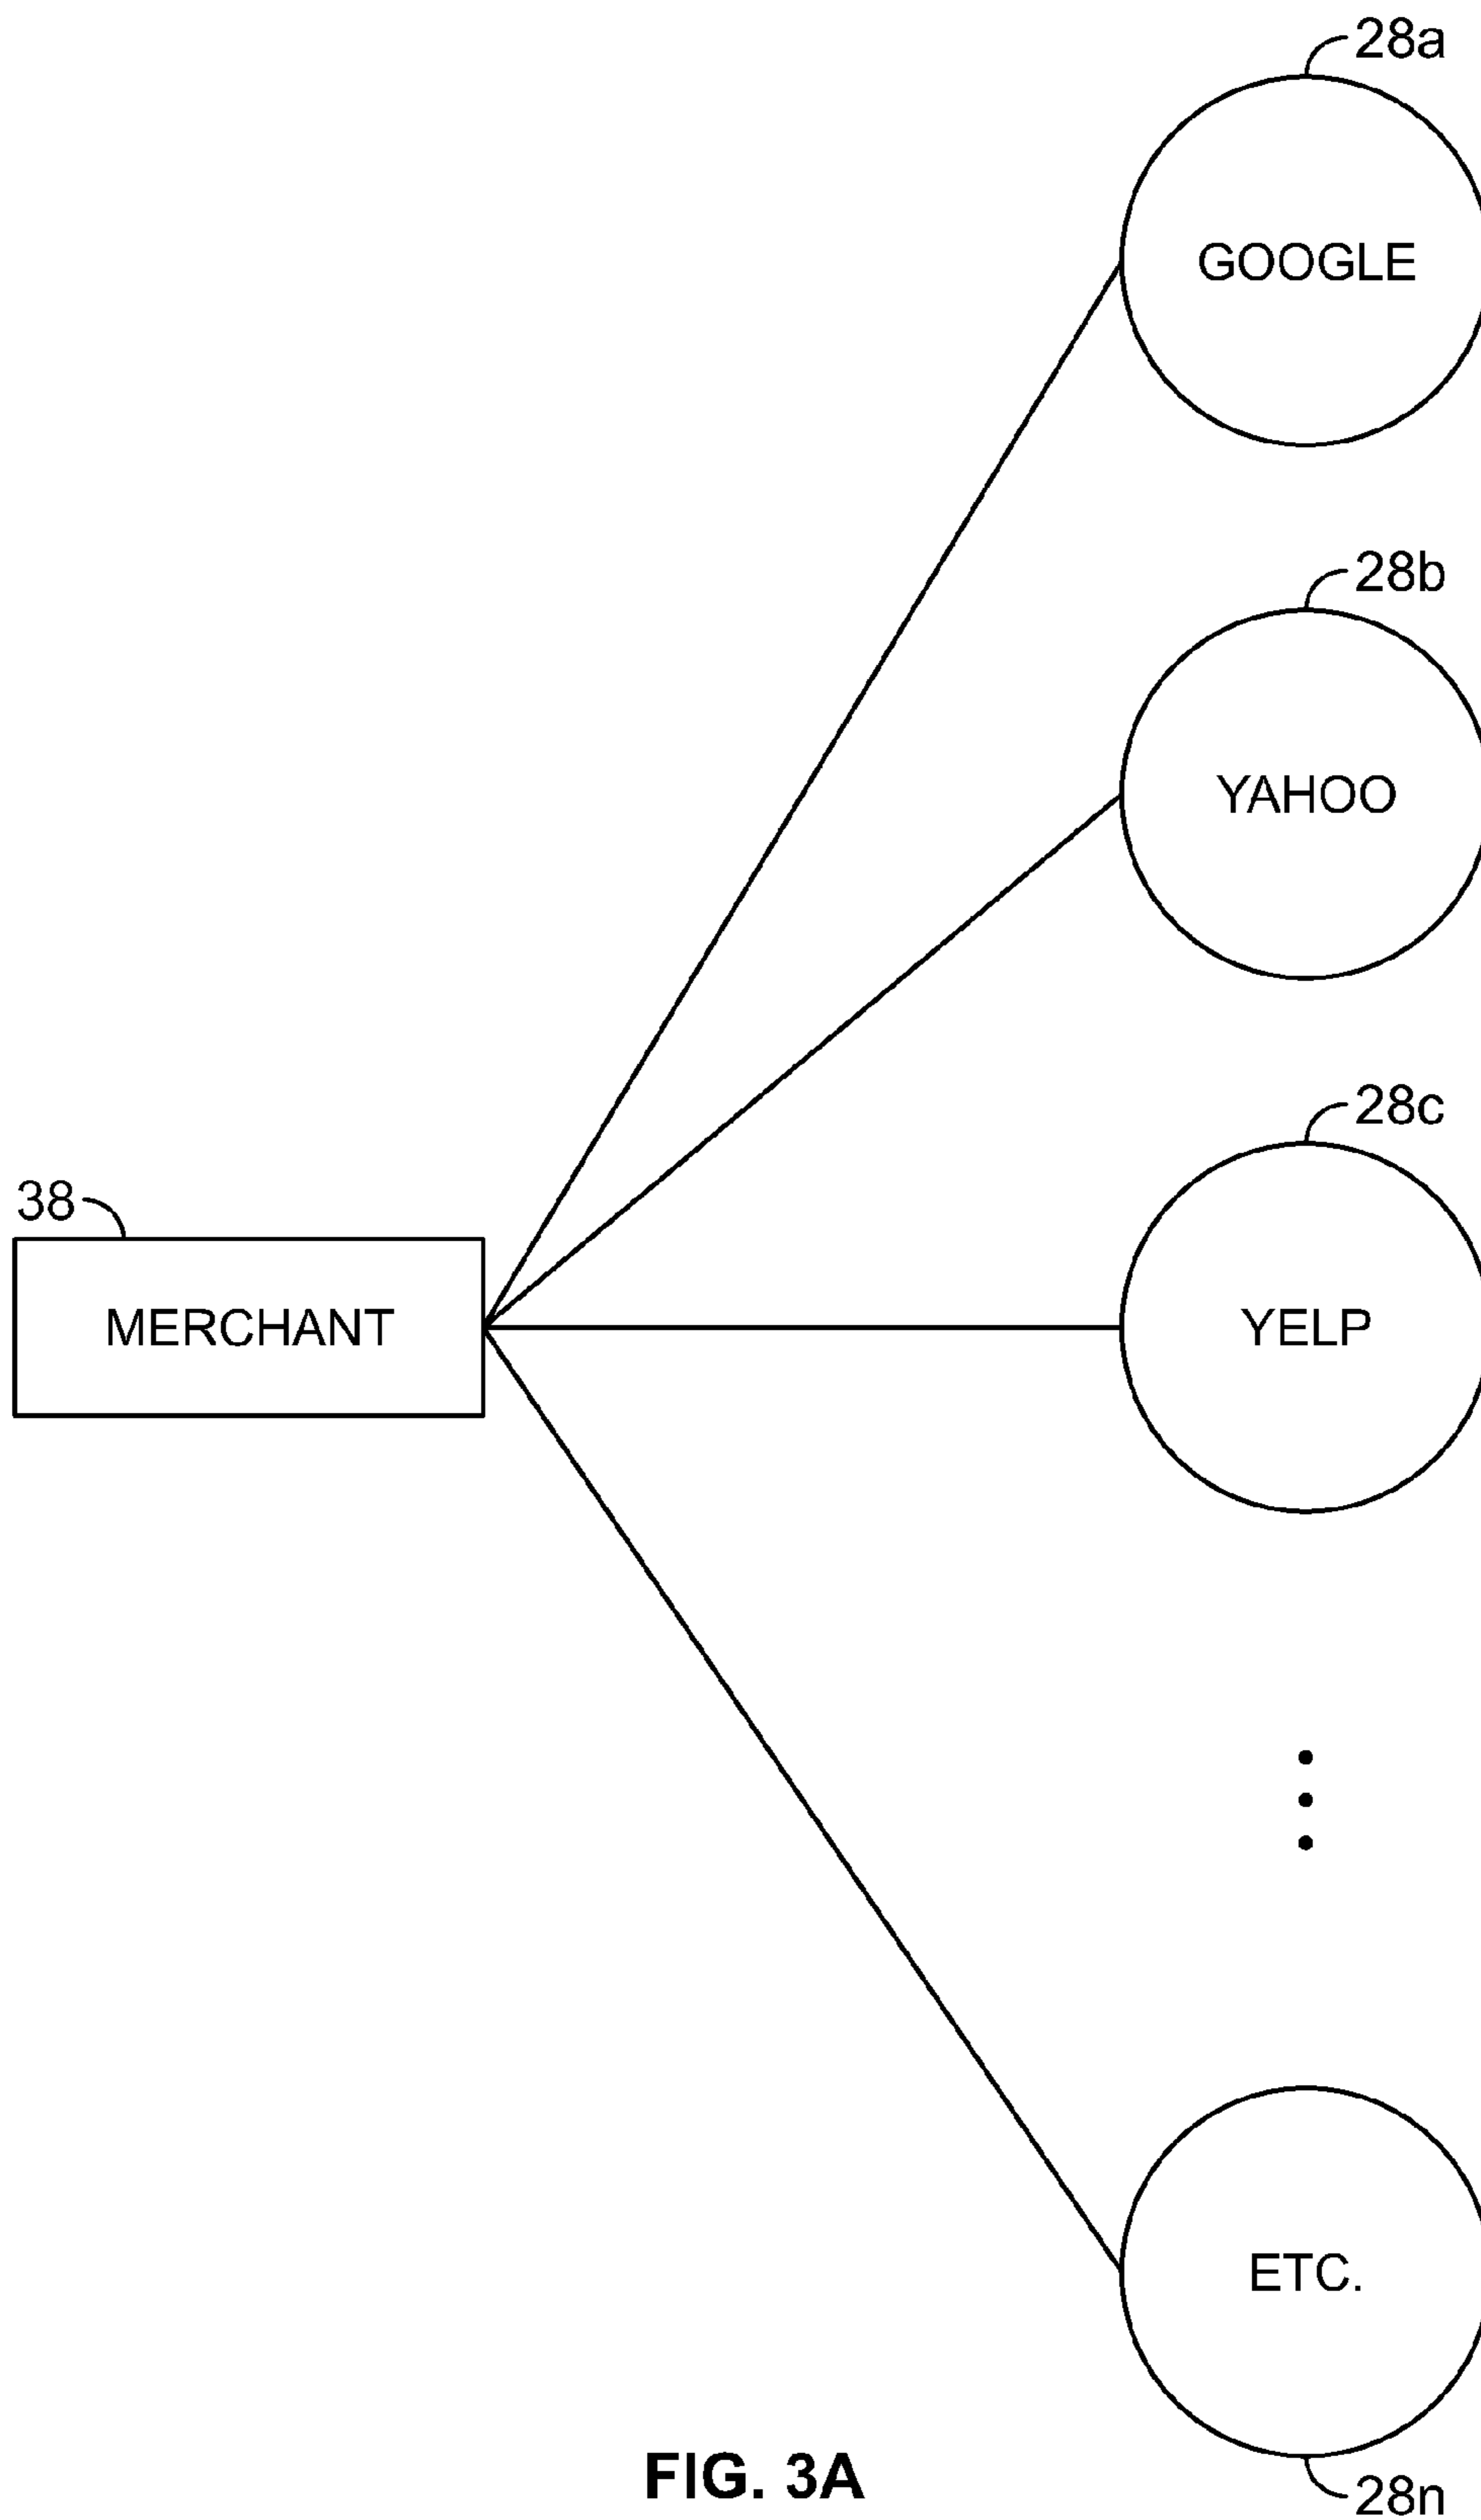 28a
GOOGLE
28b
YAHOO
28c
38
MERCHANT
YELP
ETC.
FIG. 3A
28n